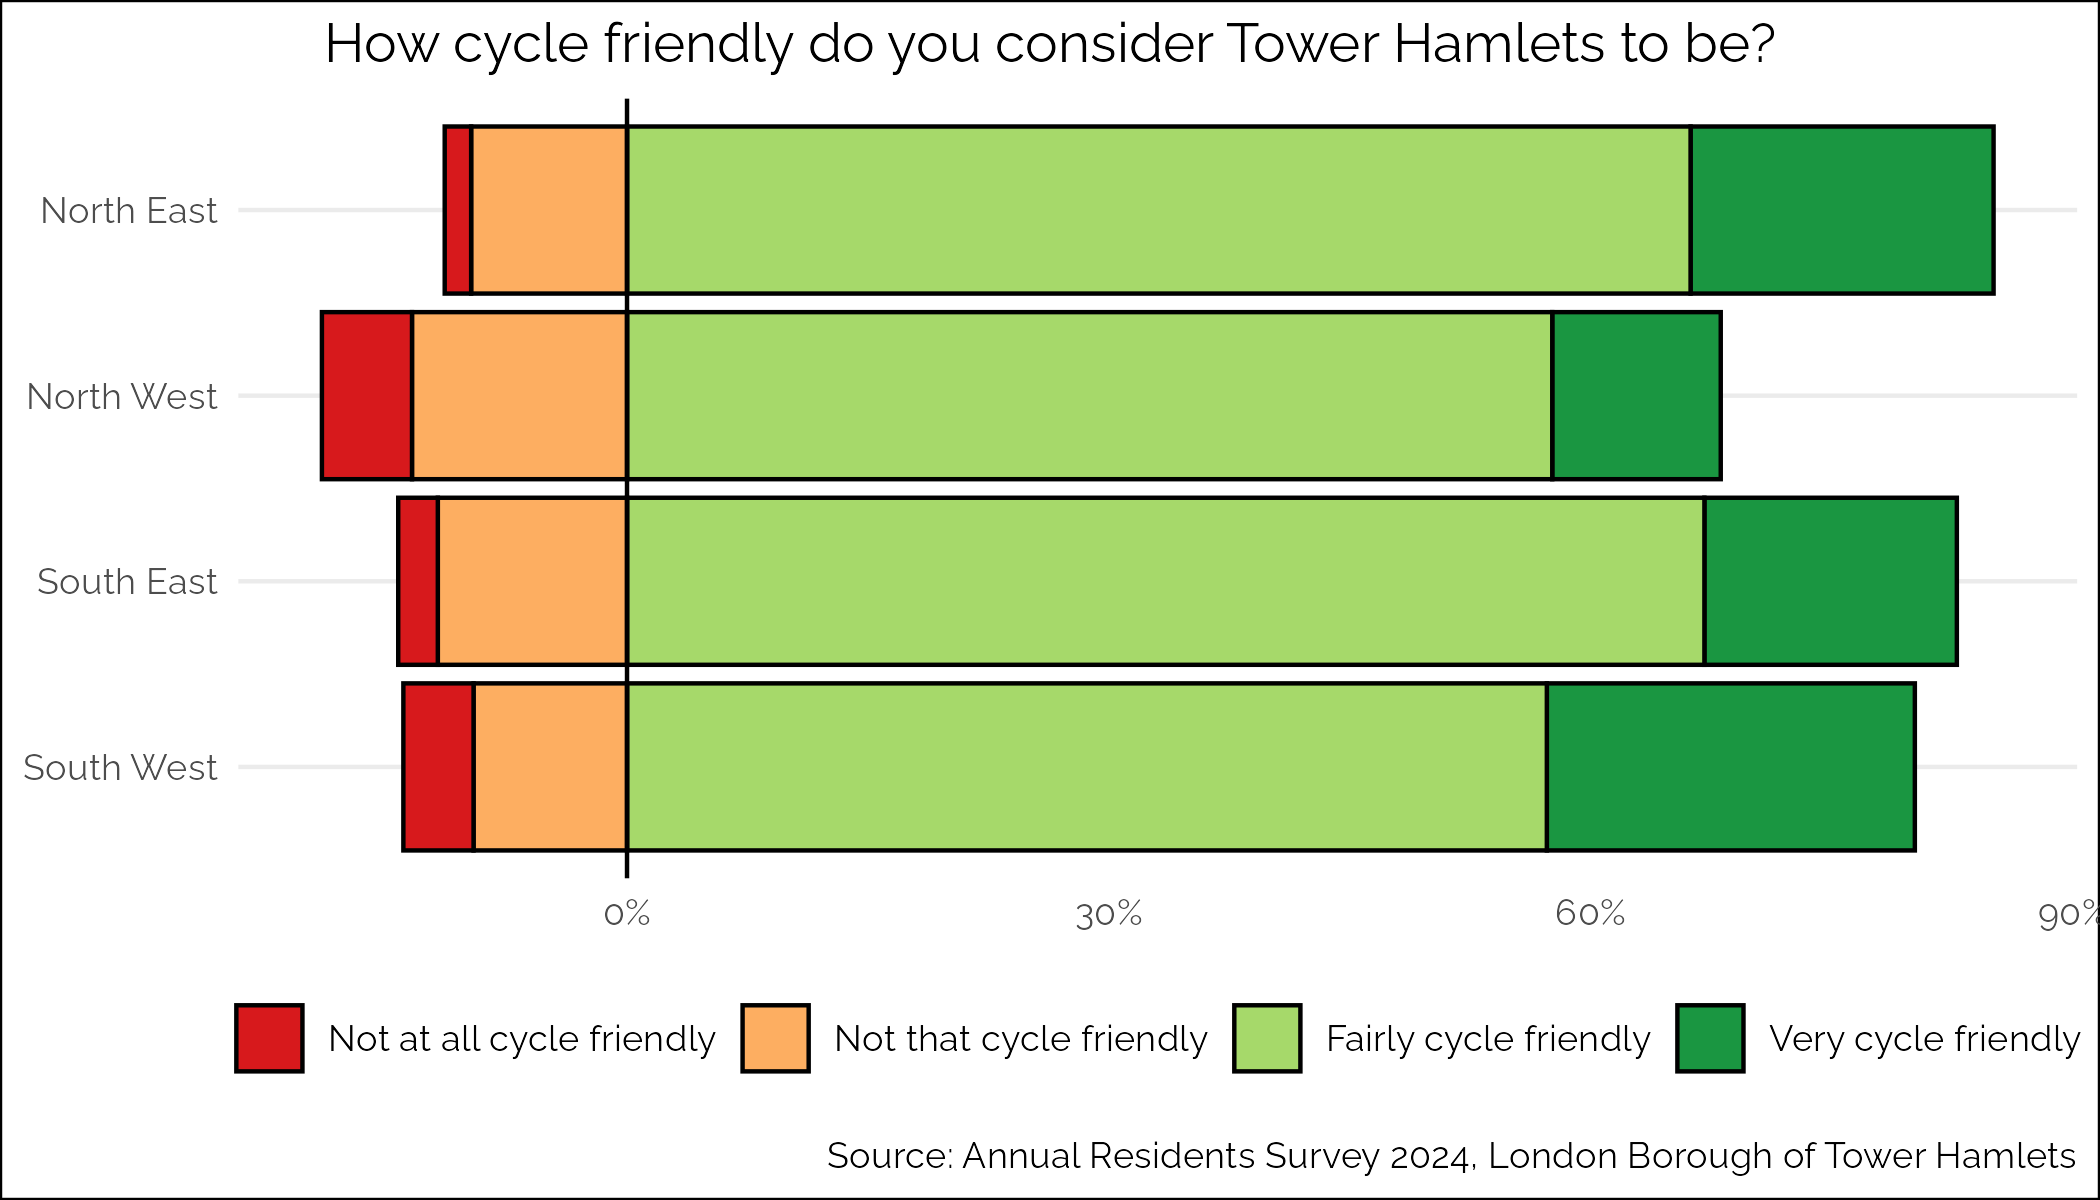 How cycle friendly do you consider Tower Hamlets to be?
North East
North West
South East
South West
0% 30% 60% 90%
Not at all cycle friendly Not that cycle friendly Fairly cycle friendly Very cycle friendly
Source: Annual Residents Survey 2024, London Borough of Tower Hamlets